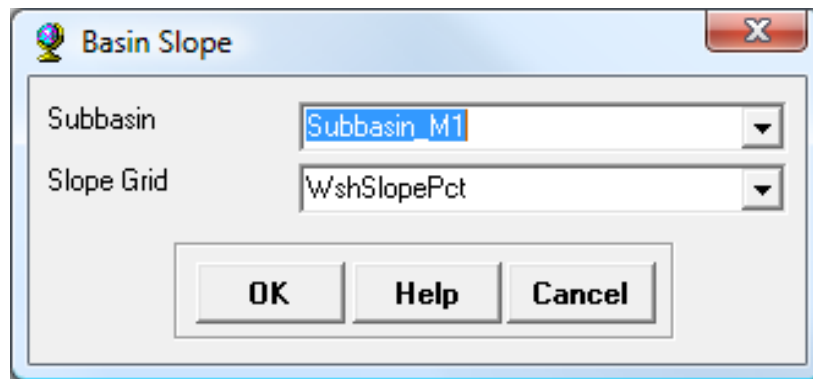 Basin Slope
Subbasin Subbasin_M1
Slope Grid WshSlopePct
OK Help Cancel